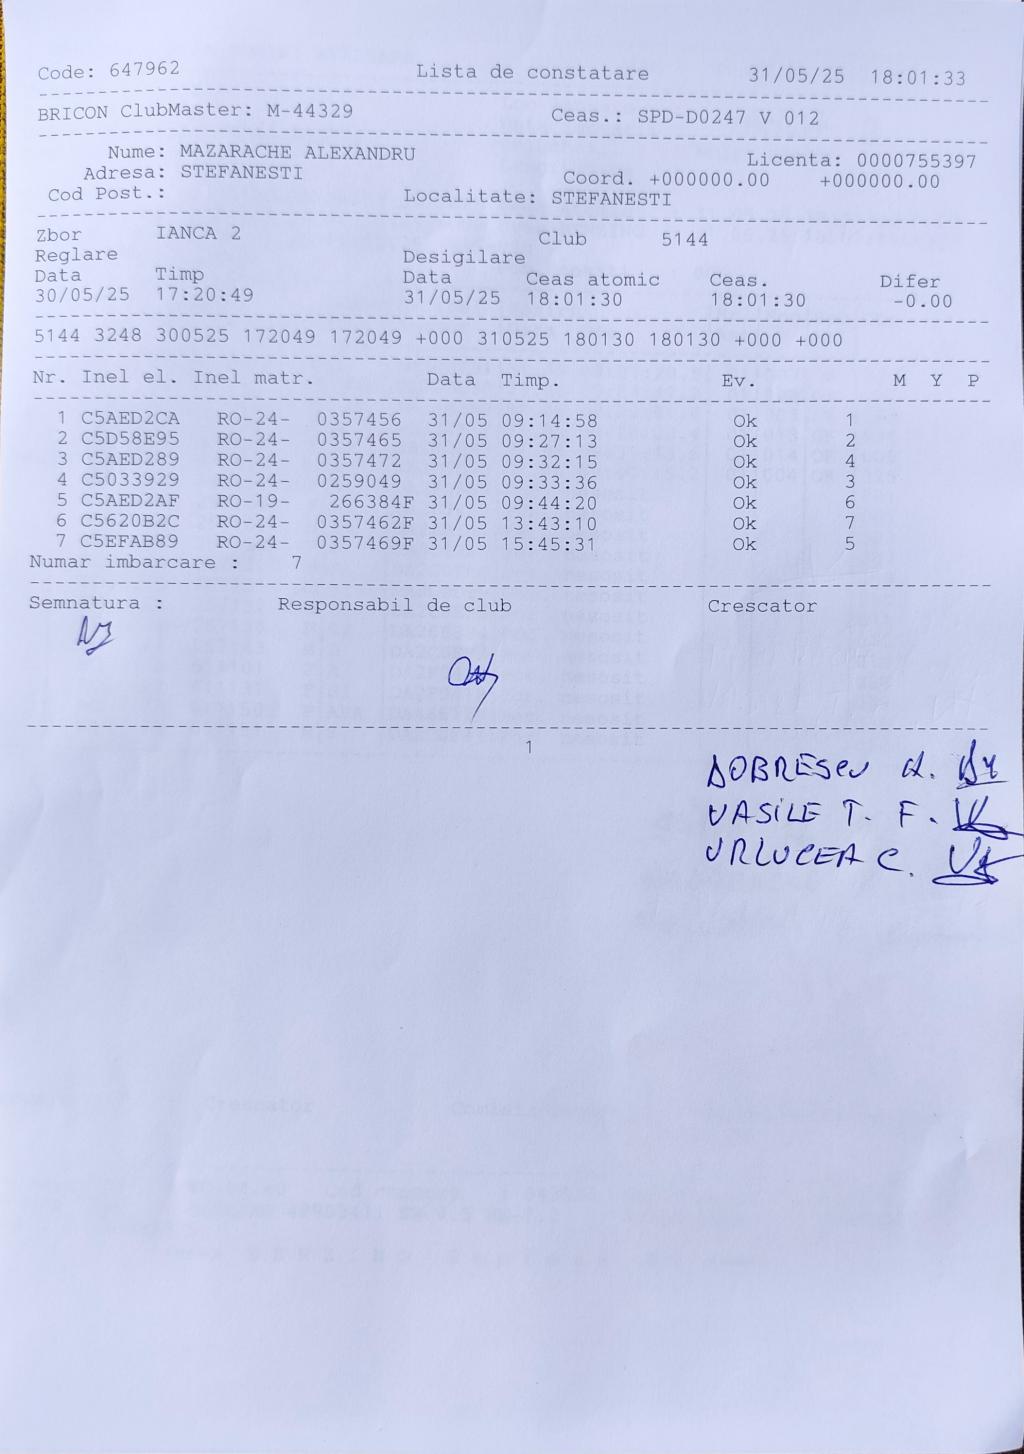 Code: 647962 Lista de constatare 31/05/25 18:01:33
BRICON ClubMaster: M-44329 Ceas.: SPD-D0247 V 012
Nume: MAZARACHE ALEXANDRU Licenta: 0000755397
Adresa: STEFANESTI Coord. +000000.00 +000000.00
Cod Post.: Localitate: STEFANESTI
Zbor IANCA 2 Club 5144
Reglare Desigilare
Data Timp Data Ceas atomic Ceas. Difer
30/05/25 17:20:49 31/05/25 18:01:30 18:01:30 -0.00
5144 3248 300525 172049 172049 +000 310525 180130 180130 +000 +000
Nr. Inel el. Inel matr. Data Timp. Ev. M Y P
1 C5AED2CA RO-24- 0357456 31/05 09:14:58 Ok 1
2 C5D58E95 RO-24- 0357465 31/05 09:27:13 Ok 2
3 C5AED289 RO-24- 0357472 31/05 09:32:15 Ok 4
4 C5033929 RO-24- 0259049 31/05 09:33:36 Ok 3
5 C5AED2AF RO-19- 266384F 31/05 09:44:20 Ok 6
6 C5620B2C RO-24- 0357462F 31/05 13:43:10 Ok 7
7 C5EFAB89 RO-24- 0357469F 31/05 15:45:31 Ok 5
Numar imbarcare : 7
Semnatura : Responsabil de club Crescator
1
DOBRESCU A.
VASILE T. F.
URLUCEA C.